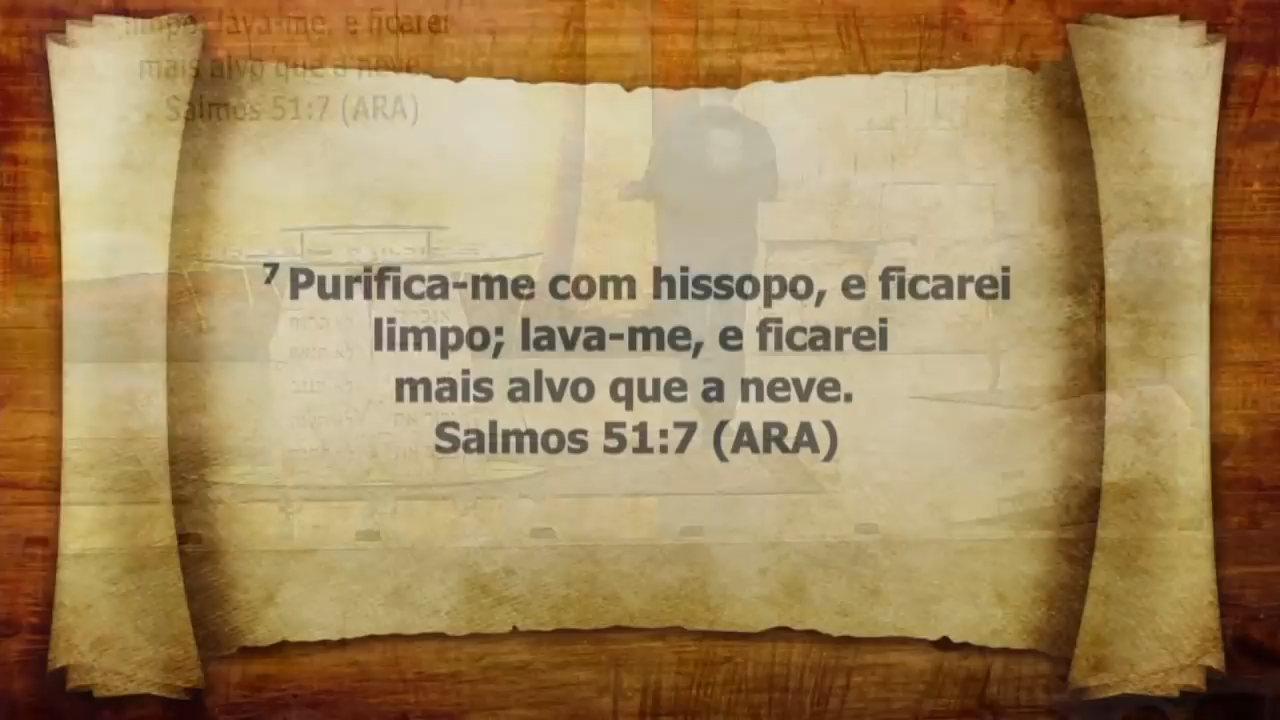 limpo; lava-me, e ficarei
mais alvo que a neve.
Salmos 51:7 (ARA)
7 Purifica-me com hissopo, e ficarei
limpo; lava-me, e ficarei
mais alvo que a neve.
Salmos 51:7 (ARA)